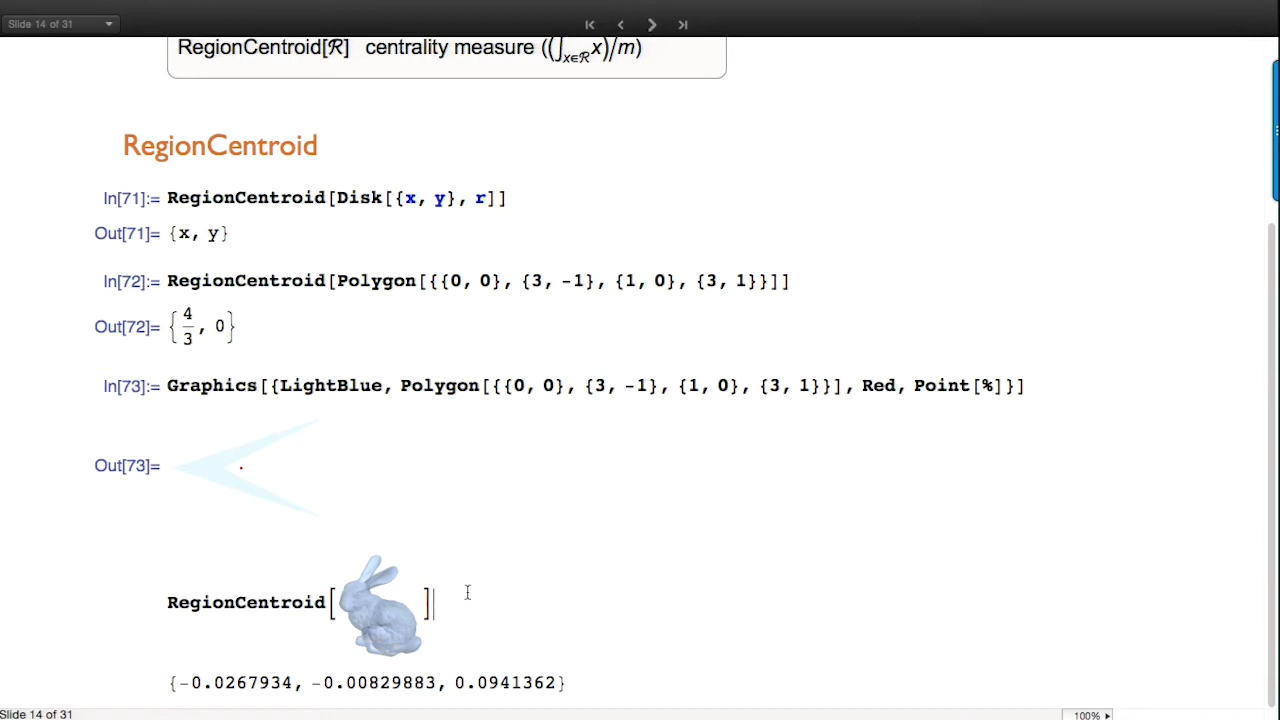 Slide 14 of 31
RegionCentroid[ℛ] centrality measure ((∫x∈ℛ x)/m)
RegionCentroid
In[71]:= RegionCentroid[Disk[{x, y}, r]]
Out[71]= {x, y}
In[72]:= RegionCentroid[Polygon[{{0, 0}, {3, -1}, {1, 0}, {3, 1}}]]
Out[72]= {4/3, 0}
In[73]:= Graphics[{LightBlue, Polygon[{{0, 0}, {3, -1}, {1, 0}, {3, 1}}], Red, Point[%]}]
Out[73]=
RegionCentroid[ ]
{-0.0267934, -0.00829883, 0.0941362}
Slide 14 of 31
100%